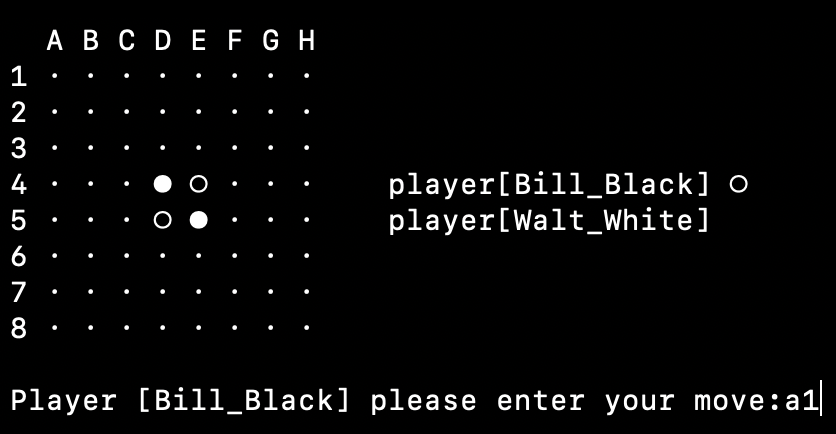 A B C D E F G H
1 · · · · · · · ·
2 · · · · · · · ·
3 · · · · · · · ·
4 · · · ● ○ · · · player[Bill_Black] ○
5 · · · ○ ● · · · player[Walt_White]
6 · · · · · · · ·
7 · · · · · · · ·
8 · · · · · · · ·
Player [Bill_Black] please enter your move:a1